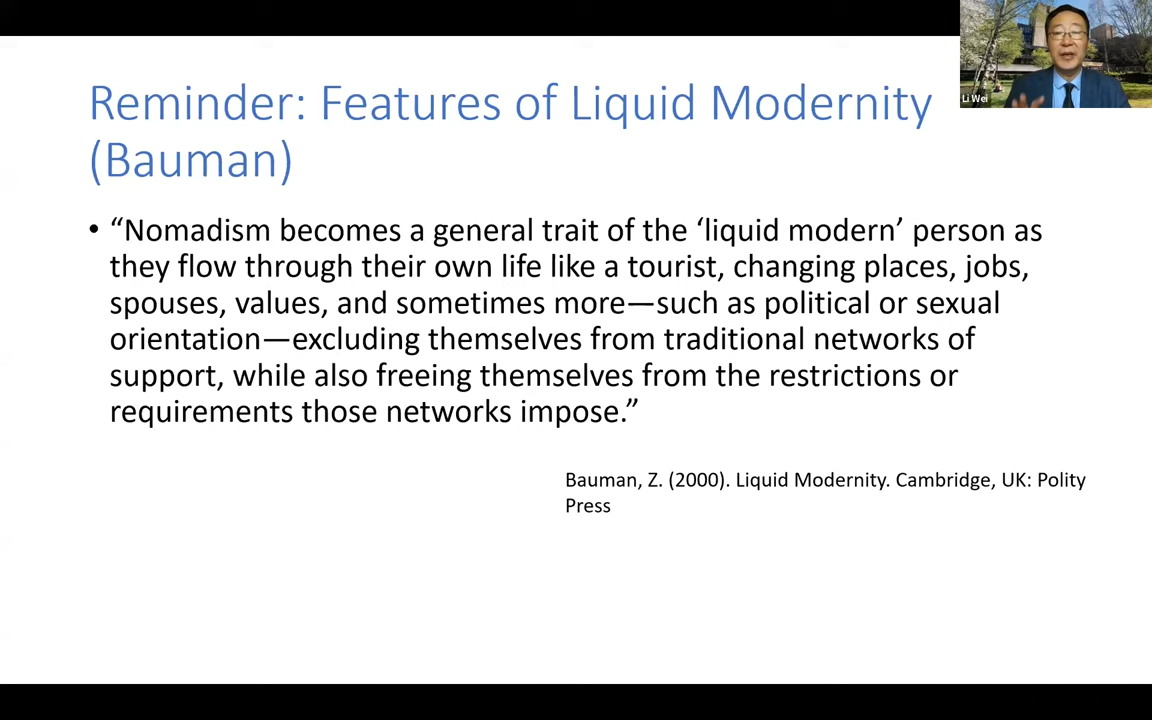 Reminder: Features of Liquid Modernity
(Bauman)
Li Wei
• “Nomadism becomes a general trait of the ‘liquid modern’ person as
they flow through their own life like a tourist, changing places, jobs,
spouses, values, and sometimes more—such as political or sexual
orientation—excluding themselves from traditional networks of
support, while also freeing themselves from the restrictions or
requirements those networks impose.”
Bauman, Z. (2000). Liquid Modernity. Cambridge, UK: Polity
Press